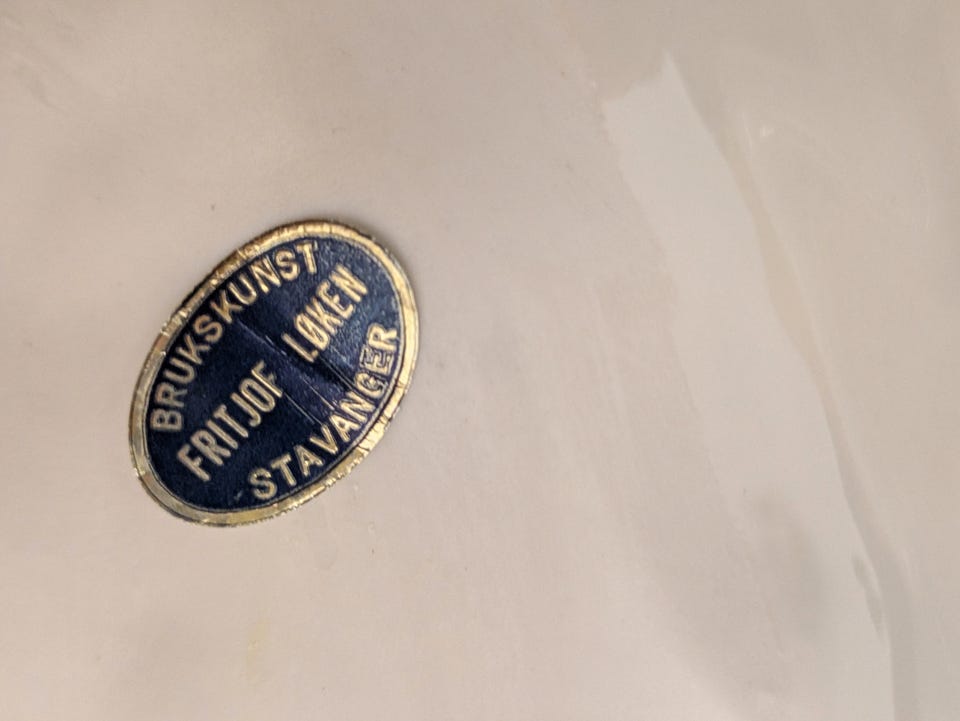 BRUKSKUNST
FRITJOF LØKEN
STAVANGER